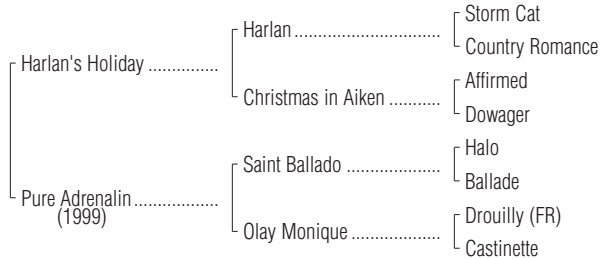 Storm Cat
Harlan ..............................
Country Romance
Harlan's Holiday ...............
Affirmed
Christmas in Aiken ...........
Dowager
Halo
Saint Ballado ....................
Ballade
Pure Adrenalin ..................
(1999)
Drouilly (FR)
Olay Monique ...................
Castinette